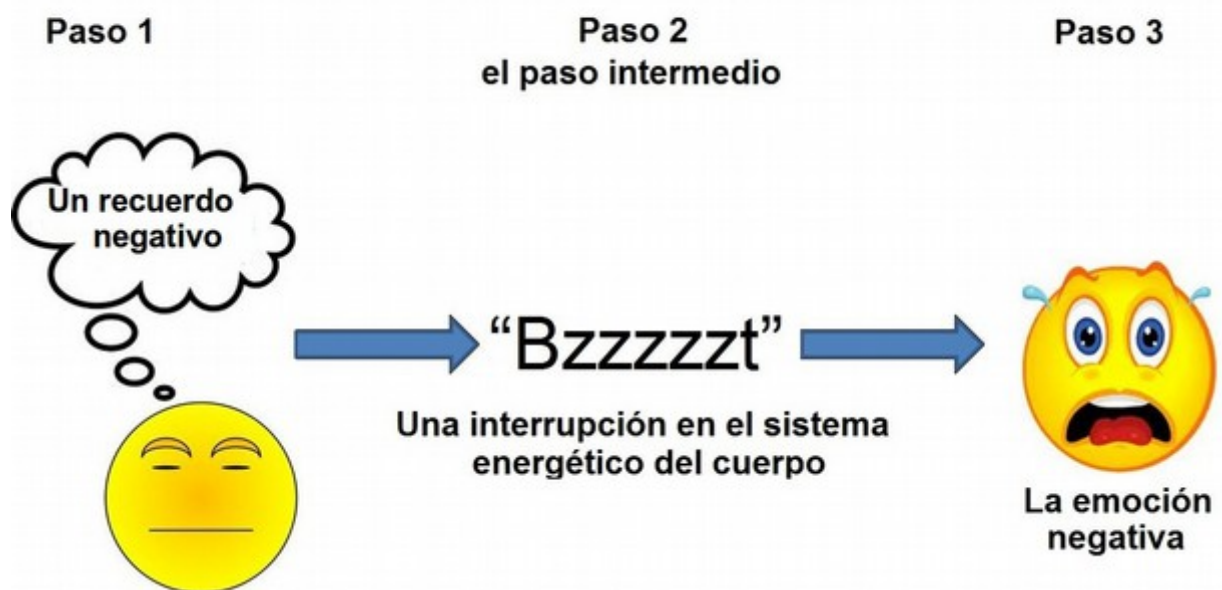 Paso 1
Paso 2
el paso intermedio
Paso 3
Un recuerdo
negativo
“Bzzzzzt”
Una interrupción en el sistema
energético del cuerpo
La emoción
negativa